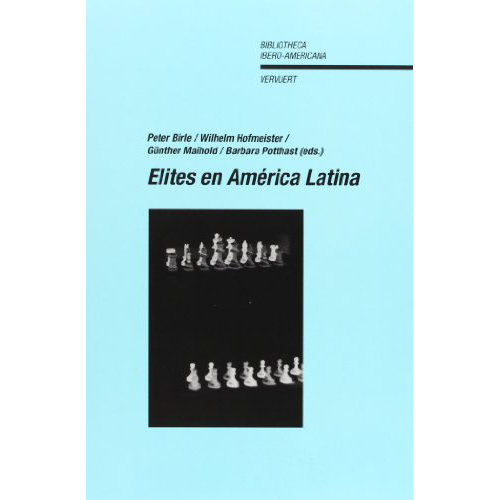 BIBLIOTHECA
IBERO-AMERICANA
VERVUERT
Peter Birle / Wilhelm Hofmeister /
Günther Maihold / Barbara Potthast (eds.)
Elites en América Latina